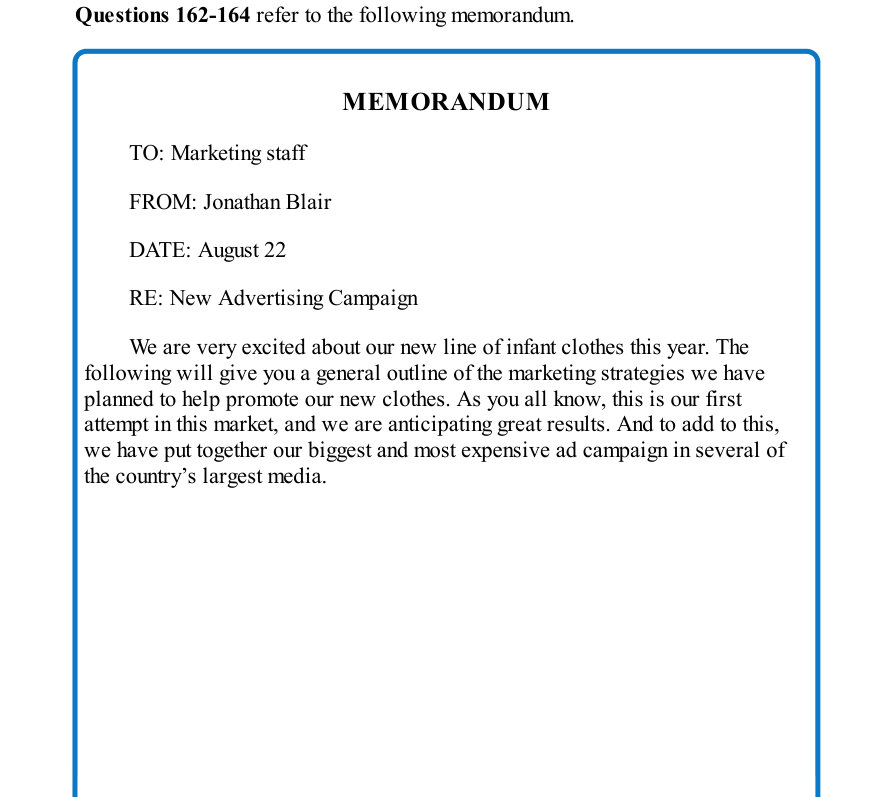 Questions 162-164 refer to the following memorandum.
MEMORANDUM
TO: Marketing staff
FROM: Jonathan Blair
DATE: August 22
RE: New Advertising Campaign
We are very excited about our new line of infant clothes this year. The
following will give you a general outline of the marketing strategies we have
planned to help promote our new clothes. As you all know, this is our first
attempt in this market, and we are anticipating great results. And to add to this,
we have put together our biggest and most expensive ad campaign in several of
the country’s largest media.